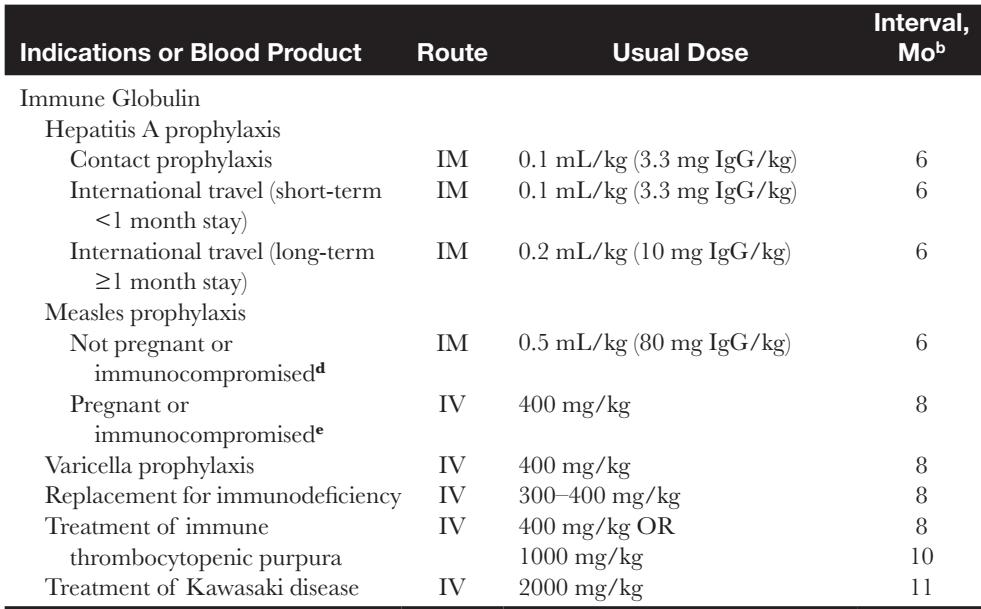 Indications or Blood Product Route Usual Dose Interval, Mob
Immune Globulin
Hepatitis A prophylaxis
Contact prophylaxis IM 0.1 mL/kg (3.3 mg IgG/kg) 6
International travel (short-term IM 0.1 mL/kg (3.3 mg IgG/kg) 6
<1 month stay)
International travel (long-term IM 0.2 mL/kg (10 mg IgG/kg) 6
≥1 month stay)
Measles prophylaxis
Not pregnant or IM 0.5 mL/kg (80 mg IgG/kg) 6
immunocompromisedd
Pregnant or IV 400 mg/kg 8
immunocompromisede
Varicella prophylaxis IV 400 mg/kg 8
Replacement for immunodeficiency IV 300–400 mg/kg 8
Treatment of immune IV 400 mg/kg OR 8
thrombocytopenic purpura 1000 mg/kg 10
Treatment of Kawasaki disease IV 2000 mg/kg 11